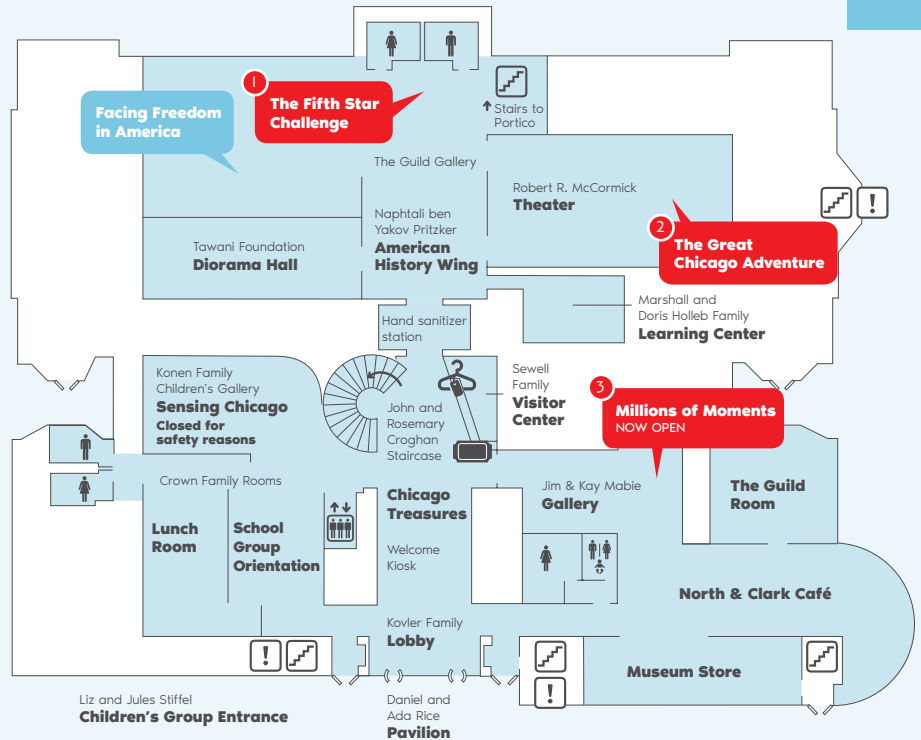 1
The Fifth Star
Challenge
Facing Freedom
in America
Stairs to
Portico
The Guild Gallery
Robert R. McCormick
Theater
Naphtali ben
Yakov Pritzker
American
History Wing
Tawani Foundation
Diorama Hall
!
2
The Great
Chicago Adventure
Marshall and
Doris Holleb Family
Learning Center
Hand sanitizer
station
Konen Family
Children's Gallery
Sensing Chicago
Closed for
safety reasons
John and
Rosemary
Croghan
Staircase
Sewell
Family
Visitor
Center
3
Millions of Moments
NOW OPEN
Crown Family Rooms
Lunch
Room
School
Group
Orientation
Chicago
Treasures
Welcome
Kiosk
Jim & Kay Mabie
Gallery
The Guild
Room
North & Clark Café
Kovler Family
Lobby
!
!
Museum Store
Liz and Jules Stiffel
Children's Group Entrance
Daniel and
Ada Rice
Pavilion